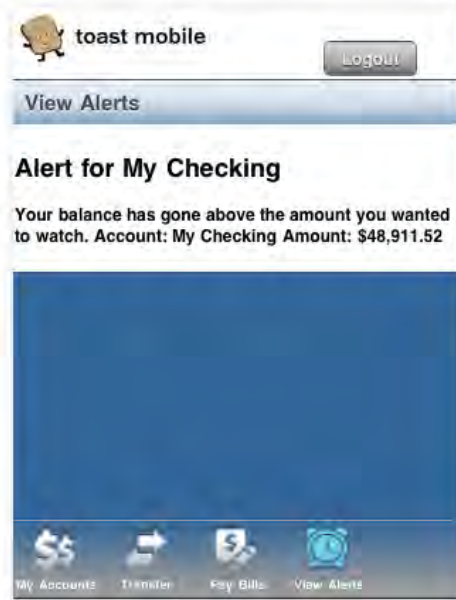 toast mobile
Logout
View Alerts
Alert for My Checking
Your balance has gone above the amount you wanted
to watch. Account: My Checking Amount: $48,911.52
My Accounts Transfer Pay Bills View Alerts